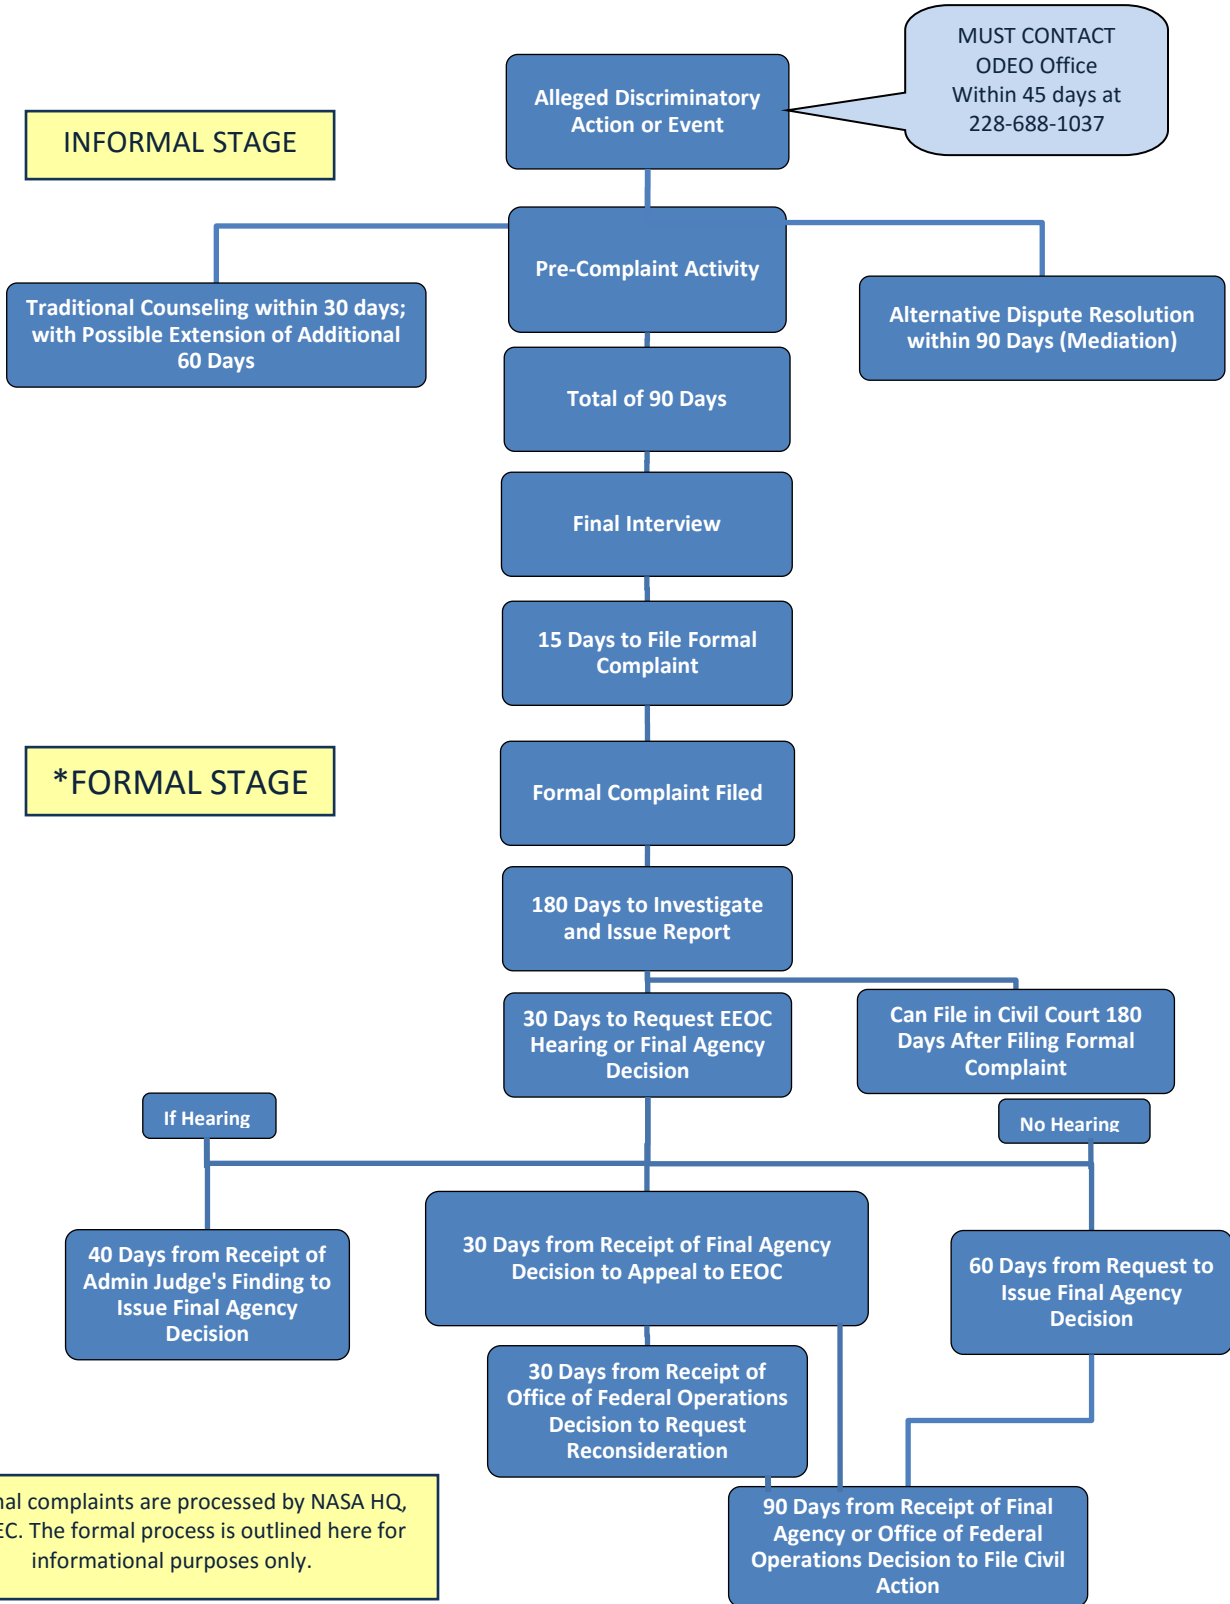 MUST CONTACT
ODEO Office
Within 45 days at
228-688-1037
Alleged Discriminatory
Action or Event
INFORMAL STAGE
Pre-Complaint Activity
Traditional Counseling within 30 days;
with Possible Extension of Additional
60 Days
Alternative Dispute Resolution
within 90 Days (Mediation)
Total of 90 Days
Final Interview
15 Days to File Formal
Complaint
*FORMAL STAGE
Formal Complaint Filed
180 Days to Investigate
and Issue Report
30 Days to Request EEOC
Hearing or Final Agency
Decision
Can File in Civil Court 180
Days After Filing Formal
Complaint
If Hearing
No Hearing
40 Days from Receipt of
Admin Judge's Finding to
Issue Final Agency
Decision
30 Days from Receipt of Final Agency
Decision to Appeal to EEOC
60 Days from Request to
Issue Final Agency
Decision
30 Days from Receipt of
Office of Federal Operations
Decision to Request
Reconsideration
90 Days from Receipt of Final
Agency or Office of Federal
Operations Decision to File Civil
Action
complaints are processed by NASA HQ,
The formal process is outlined here for
informational purposes only.